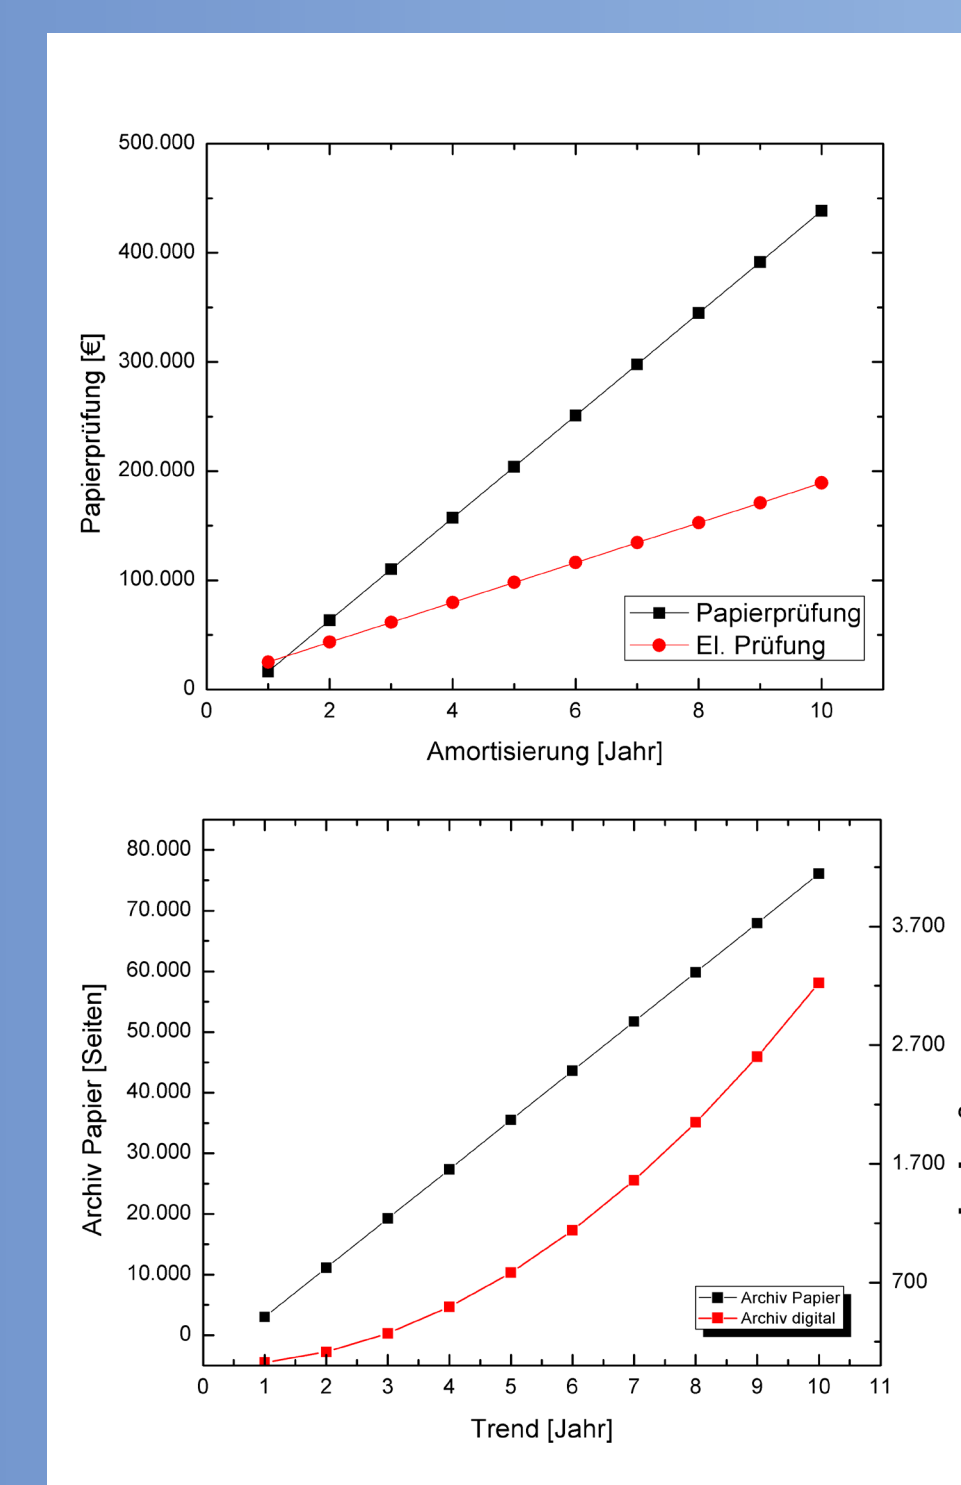 500.000
400.000
300.000
200.000
100.000
0
Papierprüfung [€]
Papierprüfung
El. Prüfung
0 2 4 6 8 10
Amortisierung [Jahr]
80.000
70.000
60.000
50.000
40.000
30.000
20.000
10.000
0
Archiv Papier [Seiten]
3.700
2.700
1.700
700
Archiv Papier
Archiv digital
0 1 2 3 4 5 6 7 8 9 10 11
Trend [Jahr]